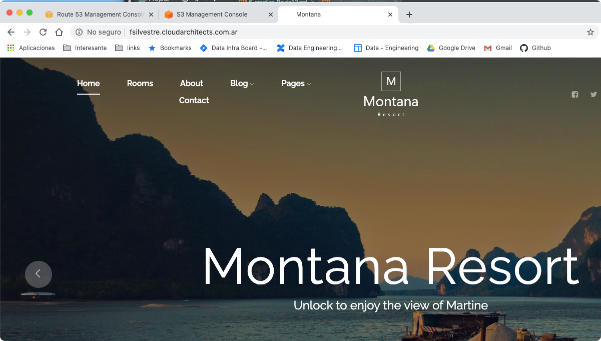 Route 53 Management Consol
S3 Management Console
Montana
No seguro | fsilvestre.cloudarchitects.com.ar
Aplicaciones Interesante links Bookmarks Data Infra Board –... Data Engineering... Data - Engineering Google Drive Gmail Github
Home Rooms About Blog Pages
Contact
M
Montana
Resort
Montana Resort
Unlock to enjoy the view of Martine